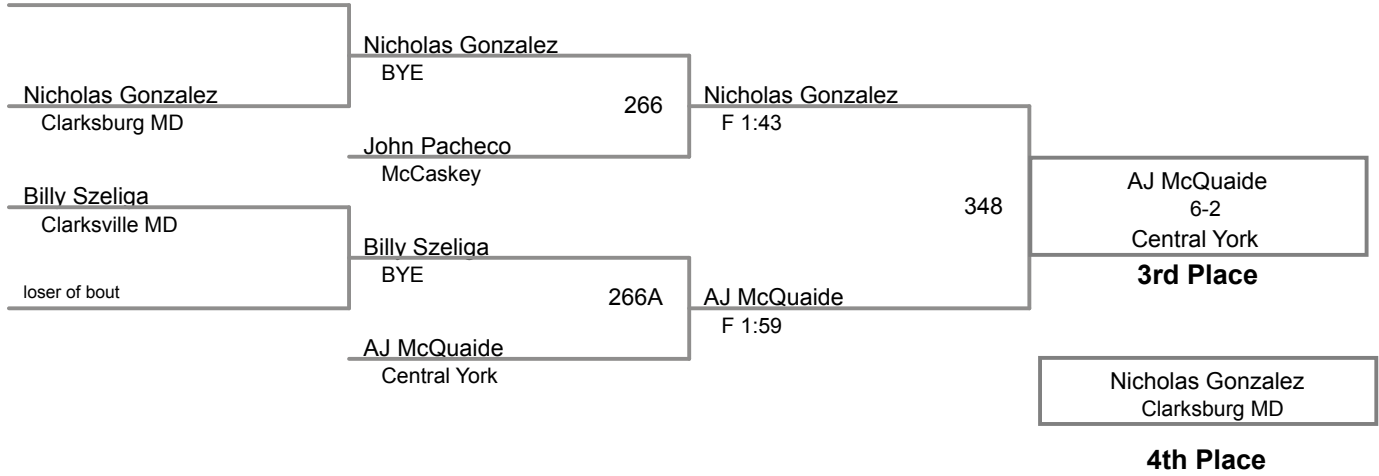 Nicholas Gonzalez
BYE
Nicholas Gonzalez
Clarksburg MD
266
Nicholas Gonzalez
F 1:43
John Pacheco
McCaskey
Billy Szeliga
Clarksville MD
348
AJ McQuaide
6-2
Central York
3rd Place
Billy Szeliga
BYE
loser of bout
266A
AJ McQuaide
F 1:59
AJ McQuaide
Central York
Nicholas Gonzalez
Clarksburg MD
4th Place